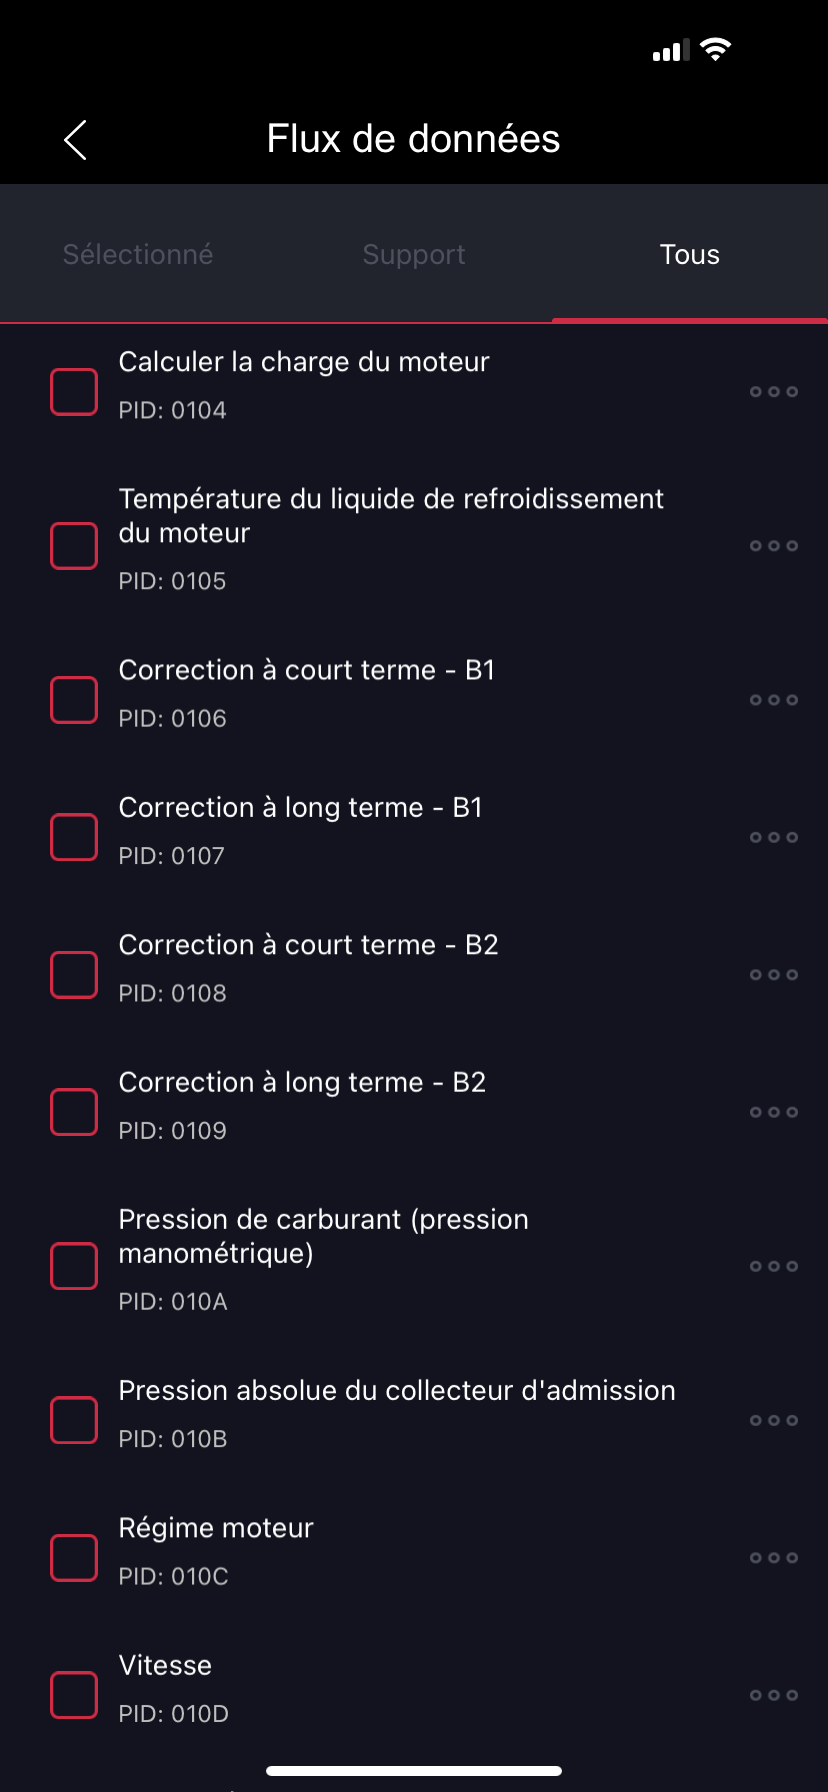 Flux de données
Sélectionné
Support
Tous
Calculer la charge du moteur
PID: 0104
Température du liquide de refroidissement
du moteur
PID: 0105
Correction à court terme - B1
PID: 0106
Correction à long terme - B1
PID: 0107
Correction à court terme - B2
PID: 0108
Correction à long terme - B2
PID: 0109
Pression de carburant (pression
manométrique)
PID: 010A
Pression absolue du collecteur d'admission
PID: 010B
Régime moteur
PID: 010C
Vitesse
PID: 010D